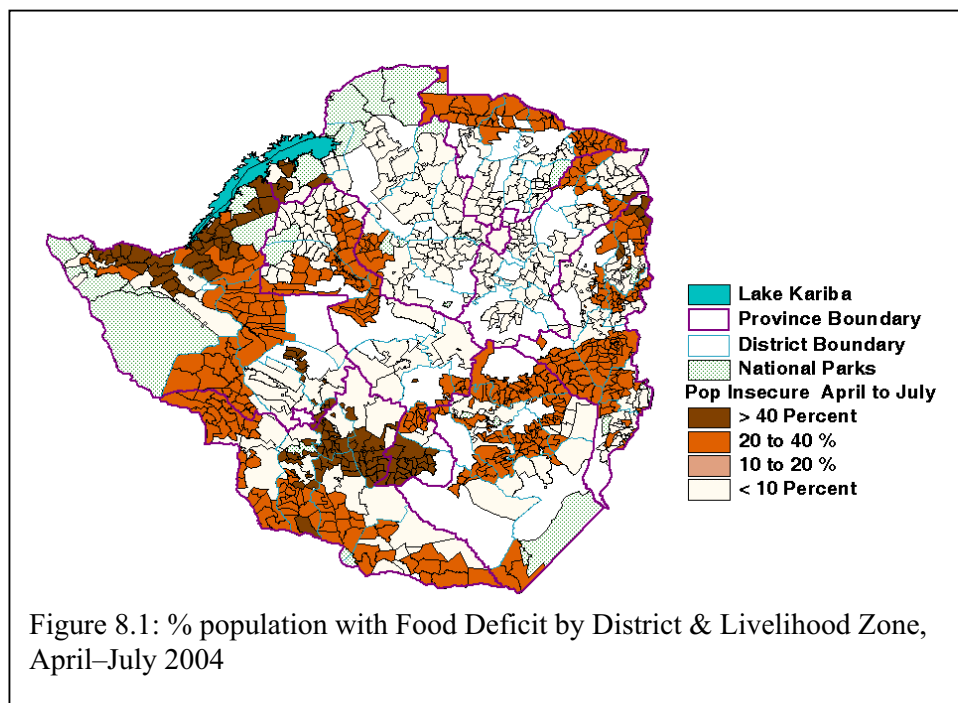 Lake Kariba
Province Boundary
District Boundary
National Parks
Pop Insecure April to July
> 40 Percent
20 to 40 %
10 to 20 %
< 10 Percent
Figure 8.1: % population with Food Deficit by District & Livelihood Zone,
April–July 2004